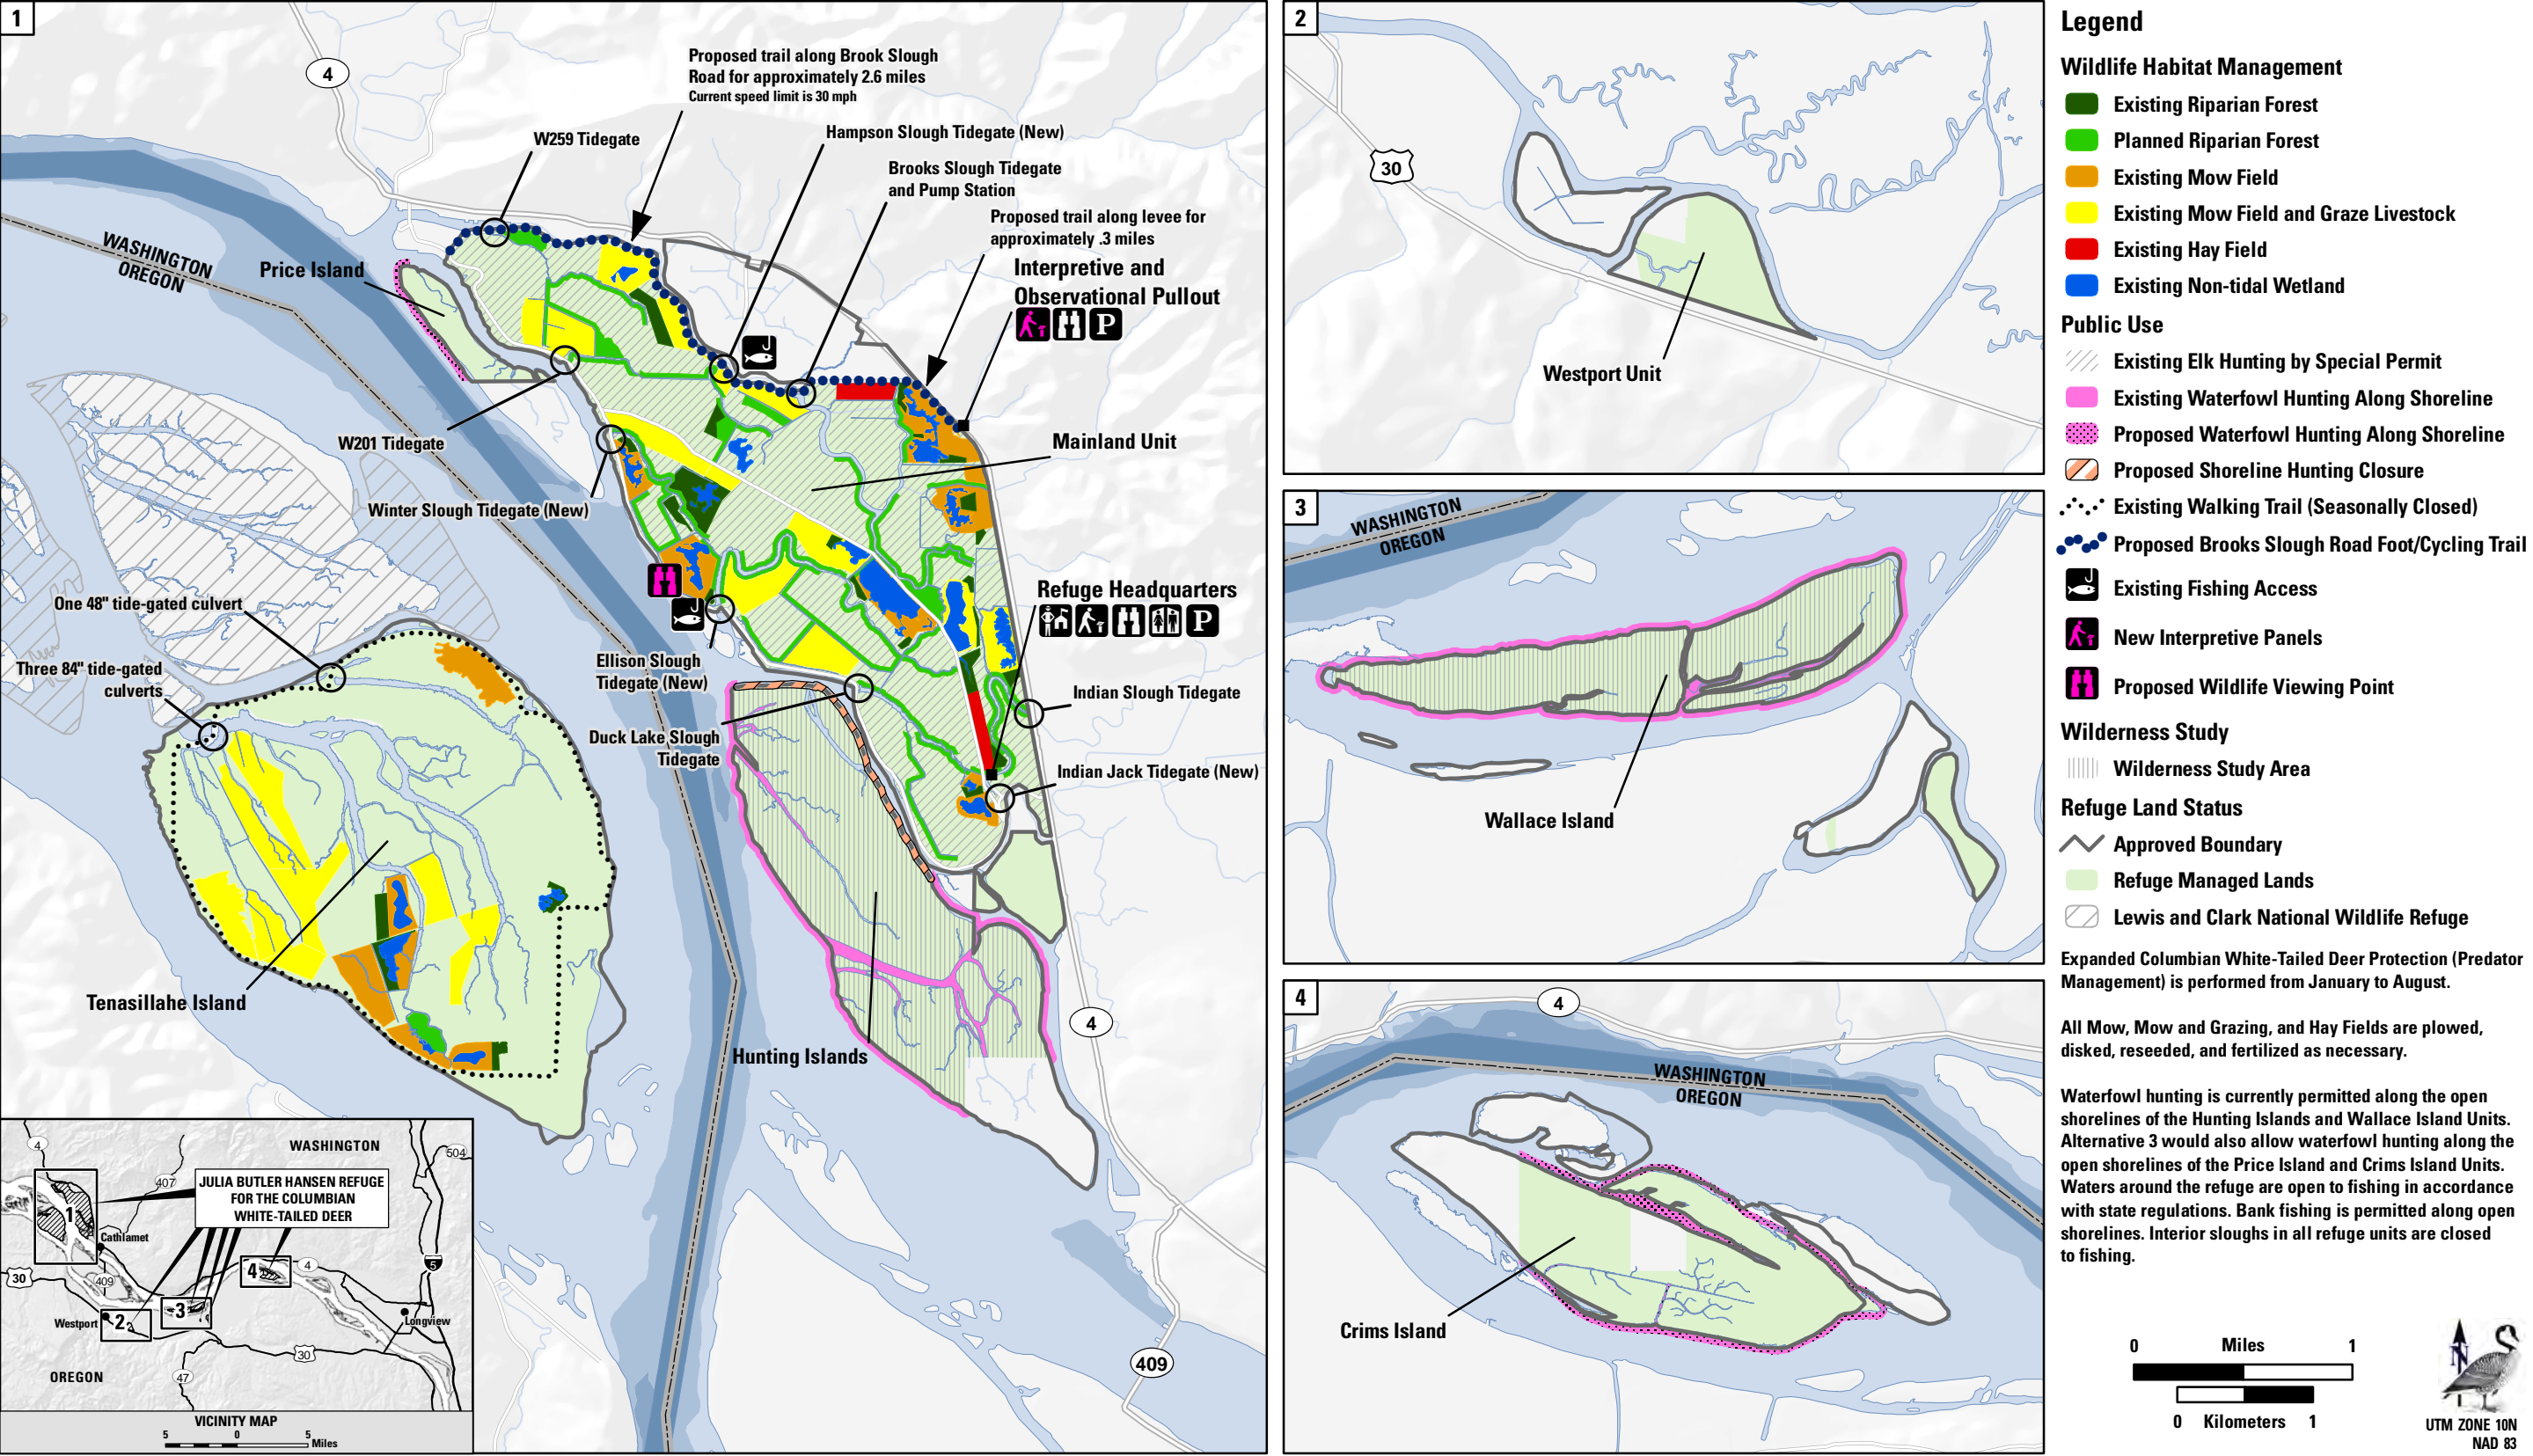 1
4
Proposed trail along Brook Slough
Road for approximately 2.6 miles
Current speed limit is 30 mph
W259 Tidegate
Hampson Slough Tidegate (New)
Brooks Slough Tidegate
and Pump Station
Proposed trail along levee for
approximately .3 miles
Interpretive and
Observational Pullout
P
WASHINGTON
OREGON
Price Island
W201 Tidegate
Mainland Unit
Winter Slough Tidegate (New)
One 48" tide-gated culvert
Three 84" tide-gated
culverts
Refuge Headquarters
P
Ellison Slough
Tidegate (New)
Indian Slough Tidegate
Duck Lake Slough
Tidegate
Indian Jack Tidegate (New)
Tenasillahe Island
Hunting Islands
4
409
4
WASHINGTON
504
407
JULIA BUTLER HANSEN REFUGE
FOR THE COLUMBIAN
WHITE-TAILED DEER
1
Cathlamet
30
409
4
4
5
3
Westport
2
Longview
30
OREGON
47
VICINITY MAP
5 0 5
Miles
2
30
Westport Unit
3
WASHINGTON
OREGON
Wallace Island
4
4
WASHINGTON
OREGON
Crims Island
Legend
Wildlife Habitat Management
Existing Riparian Forest
Planned Riparian Forest
Existing Mow Field
Existing Mow Field and Graze Livestock
Existing Hay Field
Existing Non-tidal Wetland
Public Use
Existing Elk Hunting by Special Permit
Existing Waterfowl Hunting Along Shoreline
Proposed Waterfowl Hunting Along Shoreline
Proposed Shoreline Hunting Closure
Existing Walking Trail (Seasonally Closed)
Proposed Brooks Slough Road Foot/Cycling Trail
Existing Fishing Access
New Interpretive Panels
Proposed Wildlife Viewing Point
Wilderness Study
Wilderness Study Area
Refuge Land Status
Approved Boundary
Refuge Managed Lands
Lewis and Clark National Wildlife Refuge
Expanded Columbian White-Tailed Deer Protection (Predator
Management) is performed from January to August.
All Mow, Mow and Grazing, and Hay Fields are plowed,
disked, reseeded, and fertilized as necessary.
Waterfowl hunting is currently permitted along the open
shorelines of the Hunting Islands and Wallace Island Units.
Alternative 3 would also allow waterfowl hunting along the
open shorelines of the Price Island and Crims Island Units.
Waters around the refuge are open to fishing in accordance
with state regulations. Bank fishing is permitted along open
shorelines. Interior sloughs in all refuge units are closed
to fishing.
0 Miles 1
0 Kilometers 1
N
UTM ZONE 10N
NAD 83